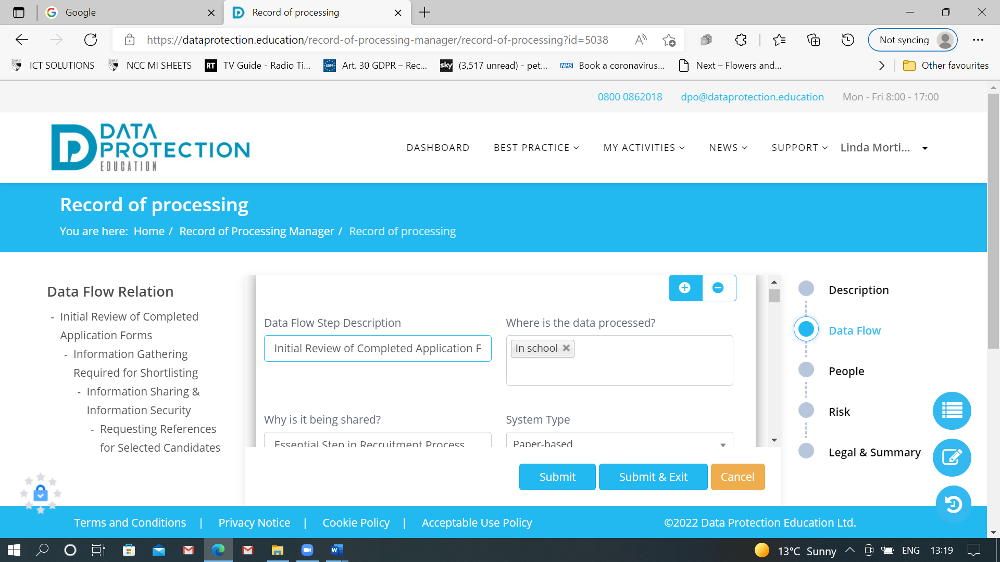 Google
Record of processing
https://dataprotection.education/record-of-processing-manager/record-of-processing?id=5038
Not syncing
ICT SOLUTIONS
NCC MI SHEETS
RT
TV Guide - Radio Ti...
GDPR
Art. 30 GDPR – Rec...
sky
(3,517 unread) - pet...
NHS
Book a coronavirus...
Next – Flowers and...
Other favourites
0800 0862018
dpo@dataprotection.education
Mon - Fri 8:00 - 17:00
DATA
PROTECTION
EDUCATION
DASHBOARD
BEST PRACTICE
MY ACTIVITIES
NEWS
SUPPORT
Linda Morti...
Record of processing
You are here: Home / Record of Processing Manager / Record of processing
Data Flow Relation
- Initial Review of Completed
Application Forms
- Information Gathering
Required for Shortlisting
- Information Sharing &
Information Security
- Requesting References
for Selected Candidates
Data Flow Step Description
Initial Review of Completed Application F
Where is the data processed?
In school
Why is it being shared?
Essential Step in Recruitment Process
System Type
Paper-based
Submit
Submit & Exit
Cancel
Description
Data Flow
People
Risk
Legal & Summary
Terms and Conditions | Privacy Notice | Cookie Policy | Acceptable Use Policy
©2022 Data Protection Education Ltd.
13°C Sunny
ENG
13:19